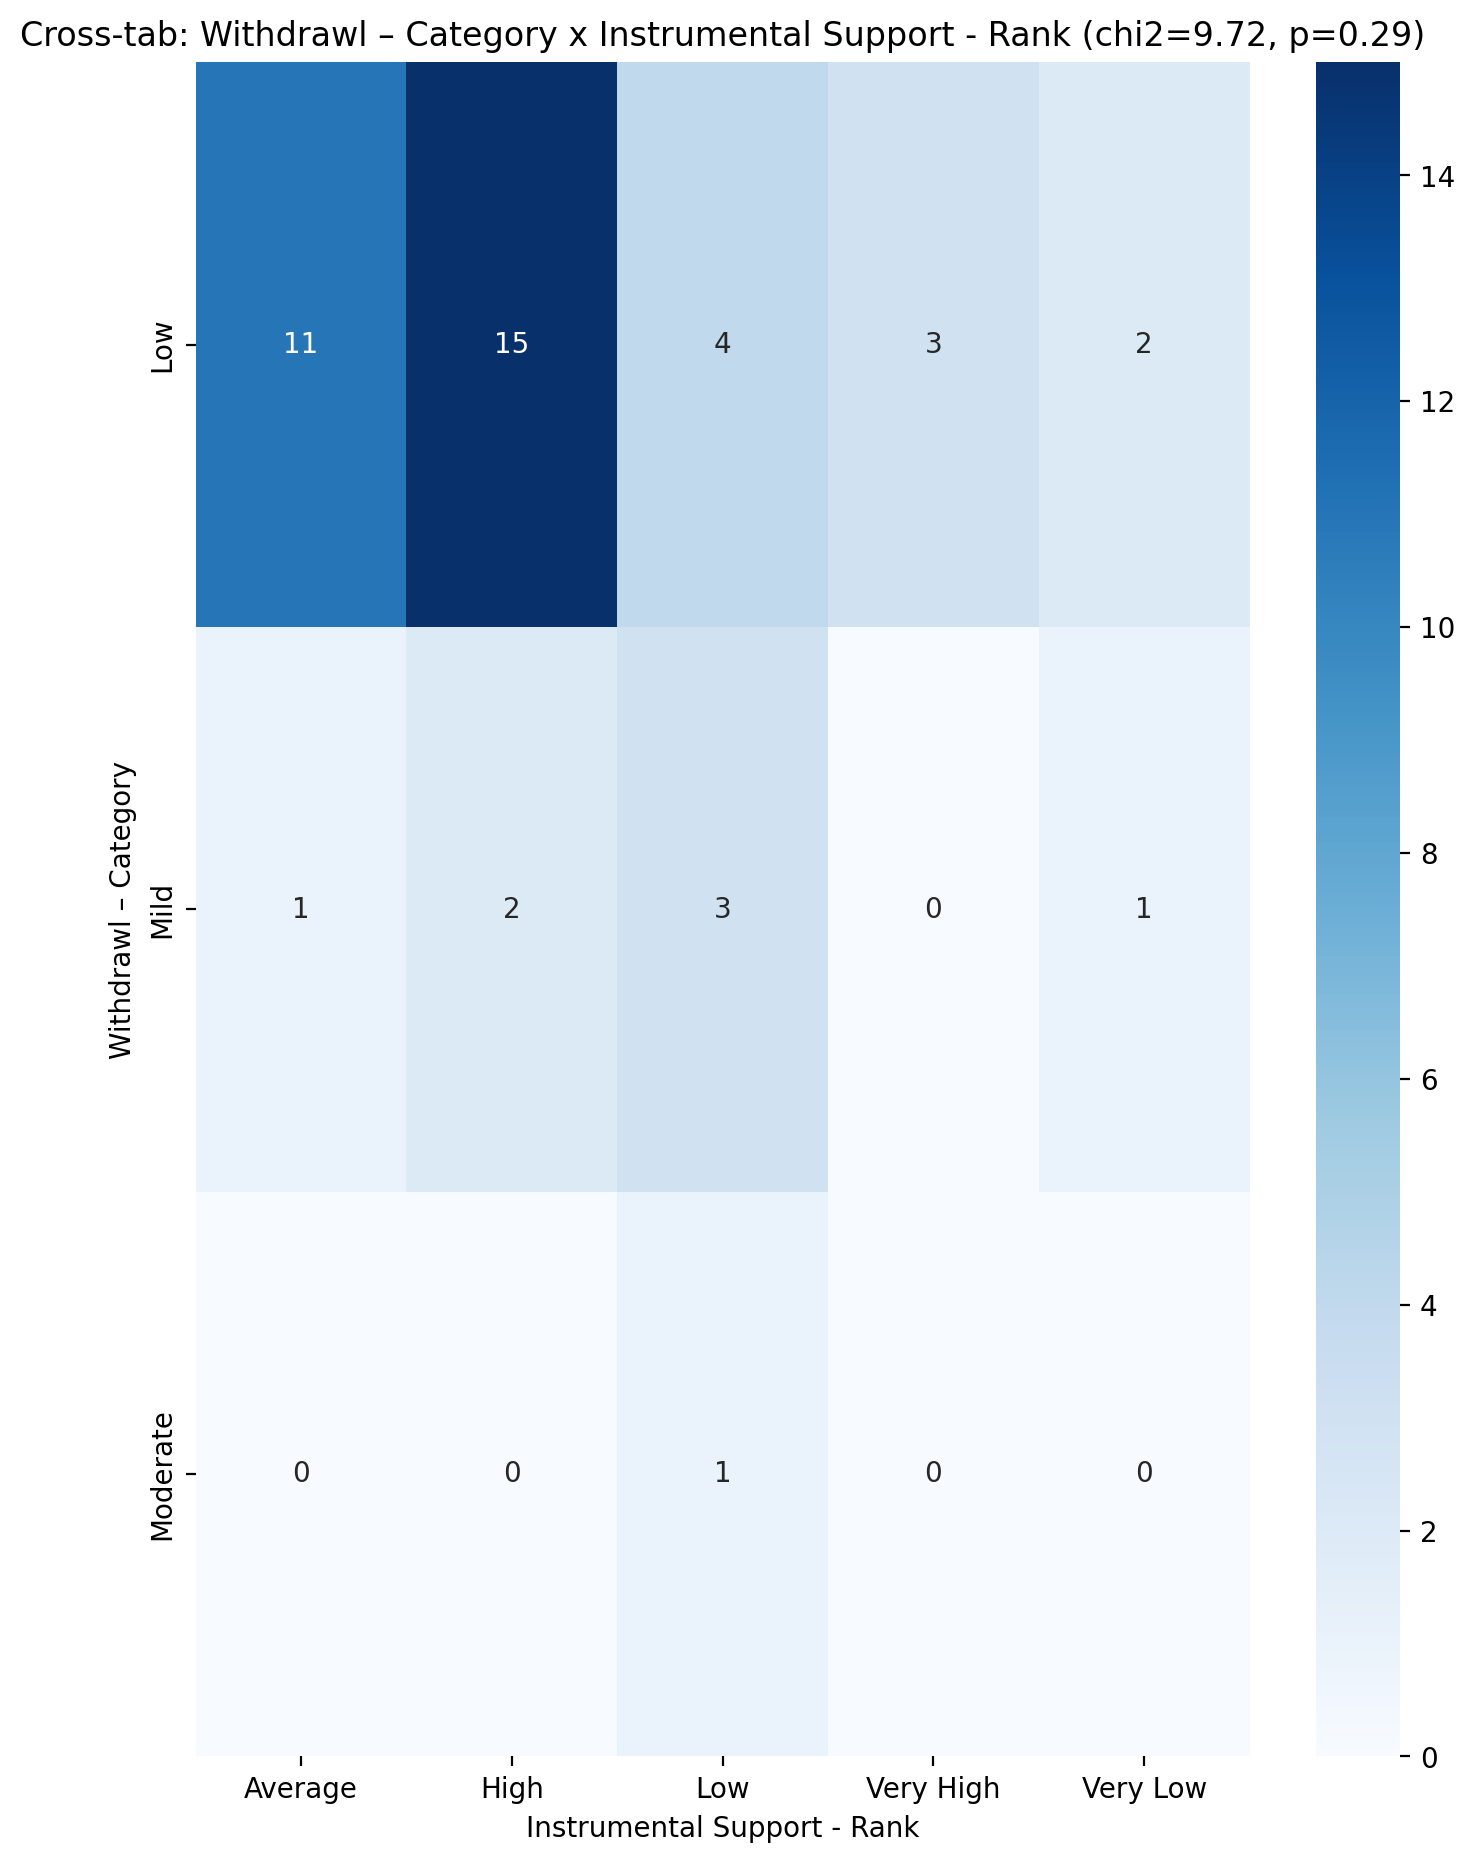 Cross-tab: Withdrawl – Category x Instrumental Support - Rank (chi2=9.72, p=0.29)
Withdrawl – Category
Low
11 15 4 3 2
Mild
1 2 3 0 1
Moderate
0 0 1 0 0
Average High Low Very High Very Low
Instrumental Support - Rank
14
12
10
8
6
4
2
0